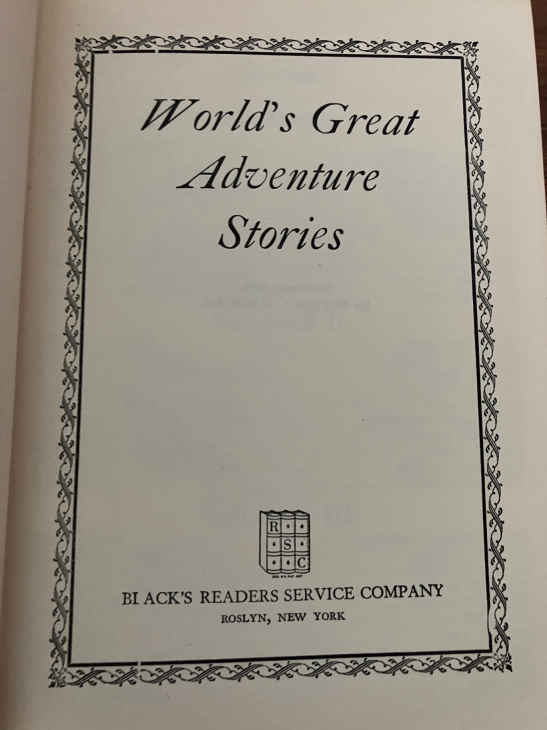 World's Great
Adventure
Stories
R
S
C
BLACK'S READERS SERVICE COMPANY
ROSLYN, NEW YORK